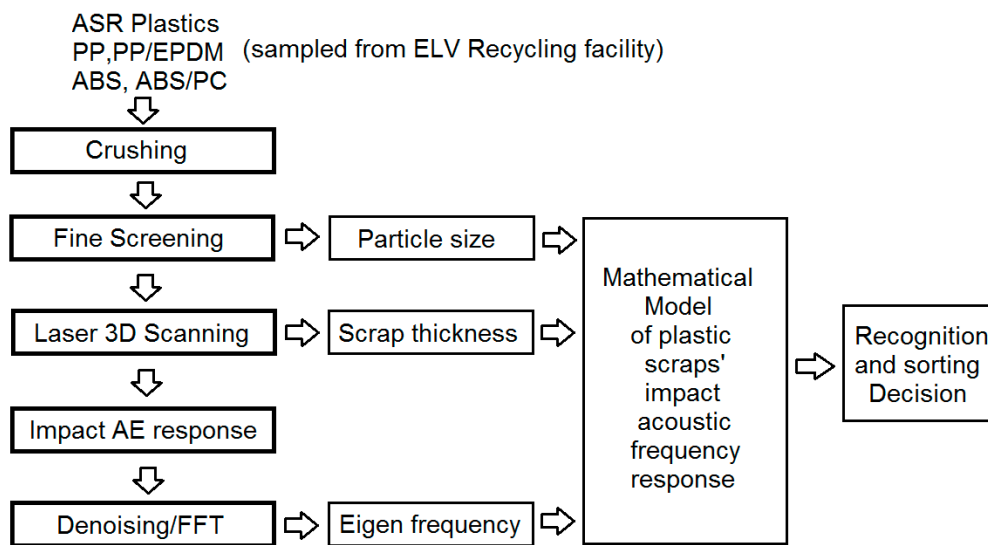 ASR Plastics
PP,PP/EPDM
ABS, ABS/PC
(sampled from ELV Recycling facility)
Crushing
Fine Screening
Particle size
Laser 3D Scanning
Scrap thickness
Impact AE response
Denoising/FFT
Eigen frequency
Mathematical
Model
of plastic
scraps'
impact
acoustic
frequency
response
Recognition
and sorting
Decision